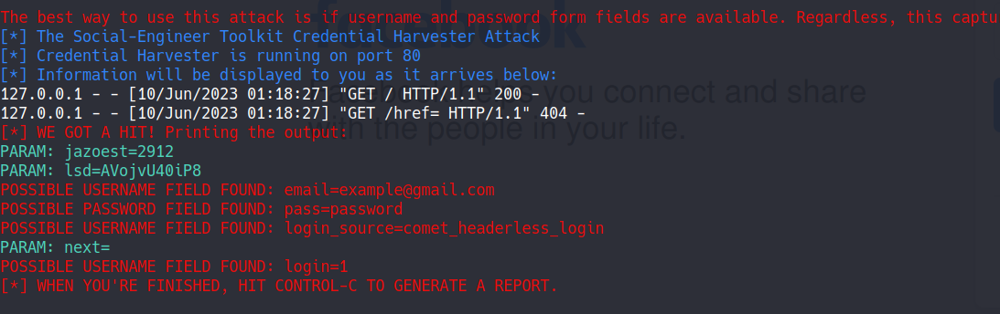 The best way to use this attack is if username and password form fields are available. Regardless, this captu
[*] The Social-Engineer Toolkit Credential Harvester Attack
[*] Credential Harvester is running on port 80
[*] Information will be displayed to you as it arrives below:
127.0.0.1 - - [10/Jun/2023 01:18:27] "GET / HTTP/1.1" 200 -
127.0.0.1 - - [10/Jun/2023 01:18:27] "GET /href= HTTP/1.1" 404 -
[*] WE GOT A HIT! Printing the output:
PARAM: jazoest=2912
PARAM: lsd=AVojvU40iP8
POSSIBLE USERNAME FIELD FOUND: email=example@gmail.com
POSSIBLE PASSWORD FIELD FOUND: pass=password
POSSIBLE USERNAME FIELD FOUND: login_source=comet_headerless_login
PARAM: next=
POSSIBLE USERNAME FIELD FOUND: login=1
[*] WHEN YOU'RE FINISHED, HIT CONTROL-C TO GENERATE A REPORT.
you connect and share
with the people in your life.